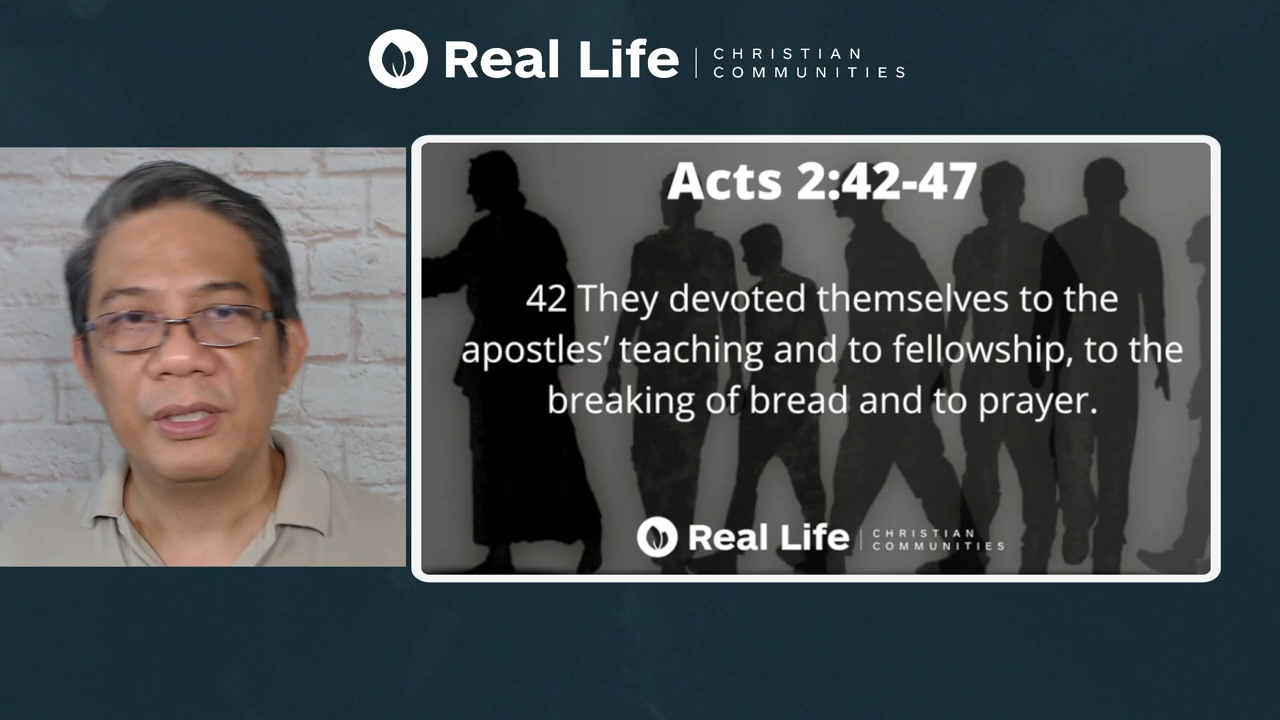 Real Life CHRISTIAN
COMMUNITIES
Acts 2:42-47
42 They devoted themselves to the
apostles’ teaching and to fellowship, to the
breaking of bread and to prayer.
Real Life CHRISTIAN
COMMUNITIES